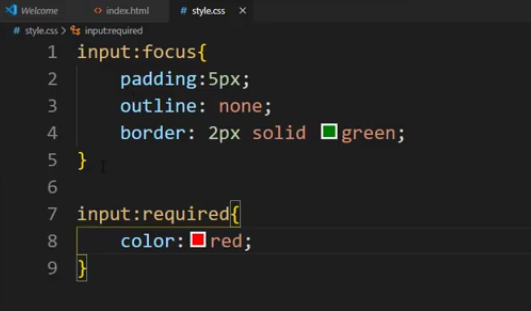 Welcome index.html style.css
# style.css > input:required
1 input:focus{
2 padding:5px;
3 outline: none;
4 border: 2px solid green;
5 }
6
7 input:required{
8 color:red;
9 }